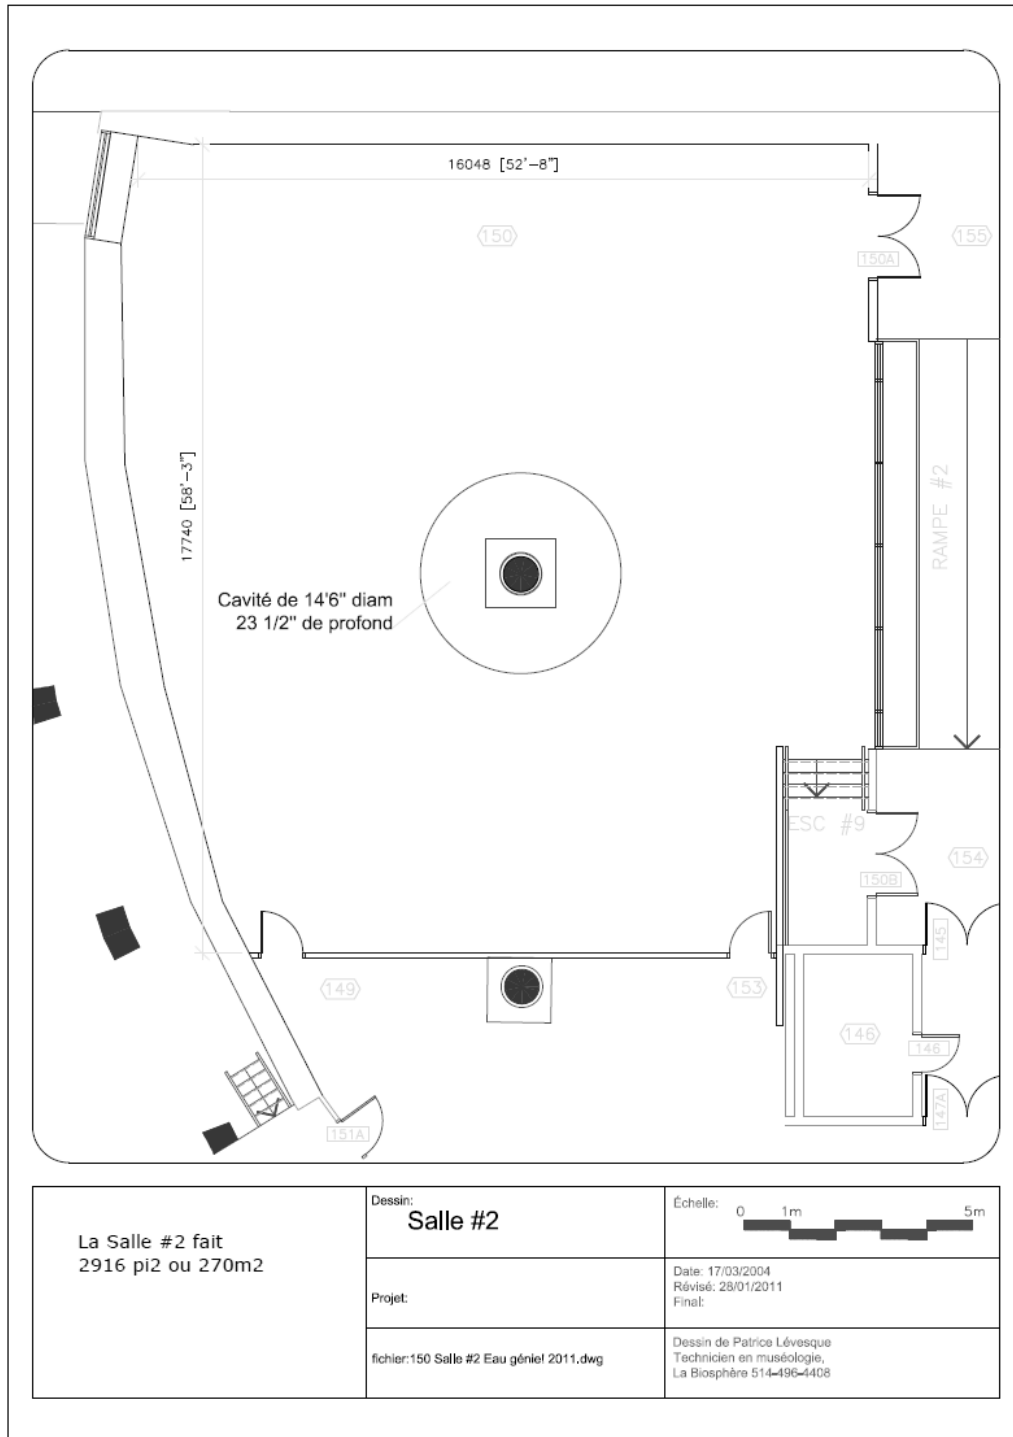 16048 [52'-8"]
150
155
150A
17740 [58'-3"]
RAMPE #2
Cavité de 14'6" diam
23 1/2" de profond
ESC #9
150B
154
145
149
153
146
146
147A
151A
La Salle #2 fait
2916 pi2 ou 270m2
Dessin:
Salle #2
Échelle:
0 1m 5m
Projet:
Date: 17/03/2004
Révisé: 28/01/2011
Final:
fichier:150 Salle #2 Eau génie! 2011.dwg
Dessin de Patrice Lévesque
Technicien en muséologie,
La Biosphère 514-496-4408